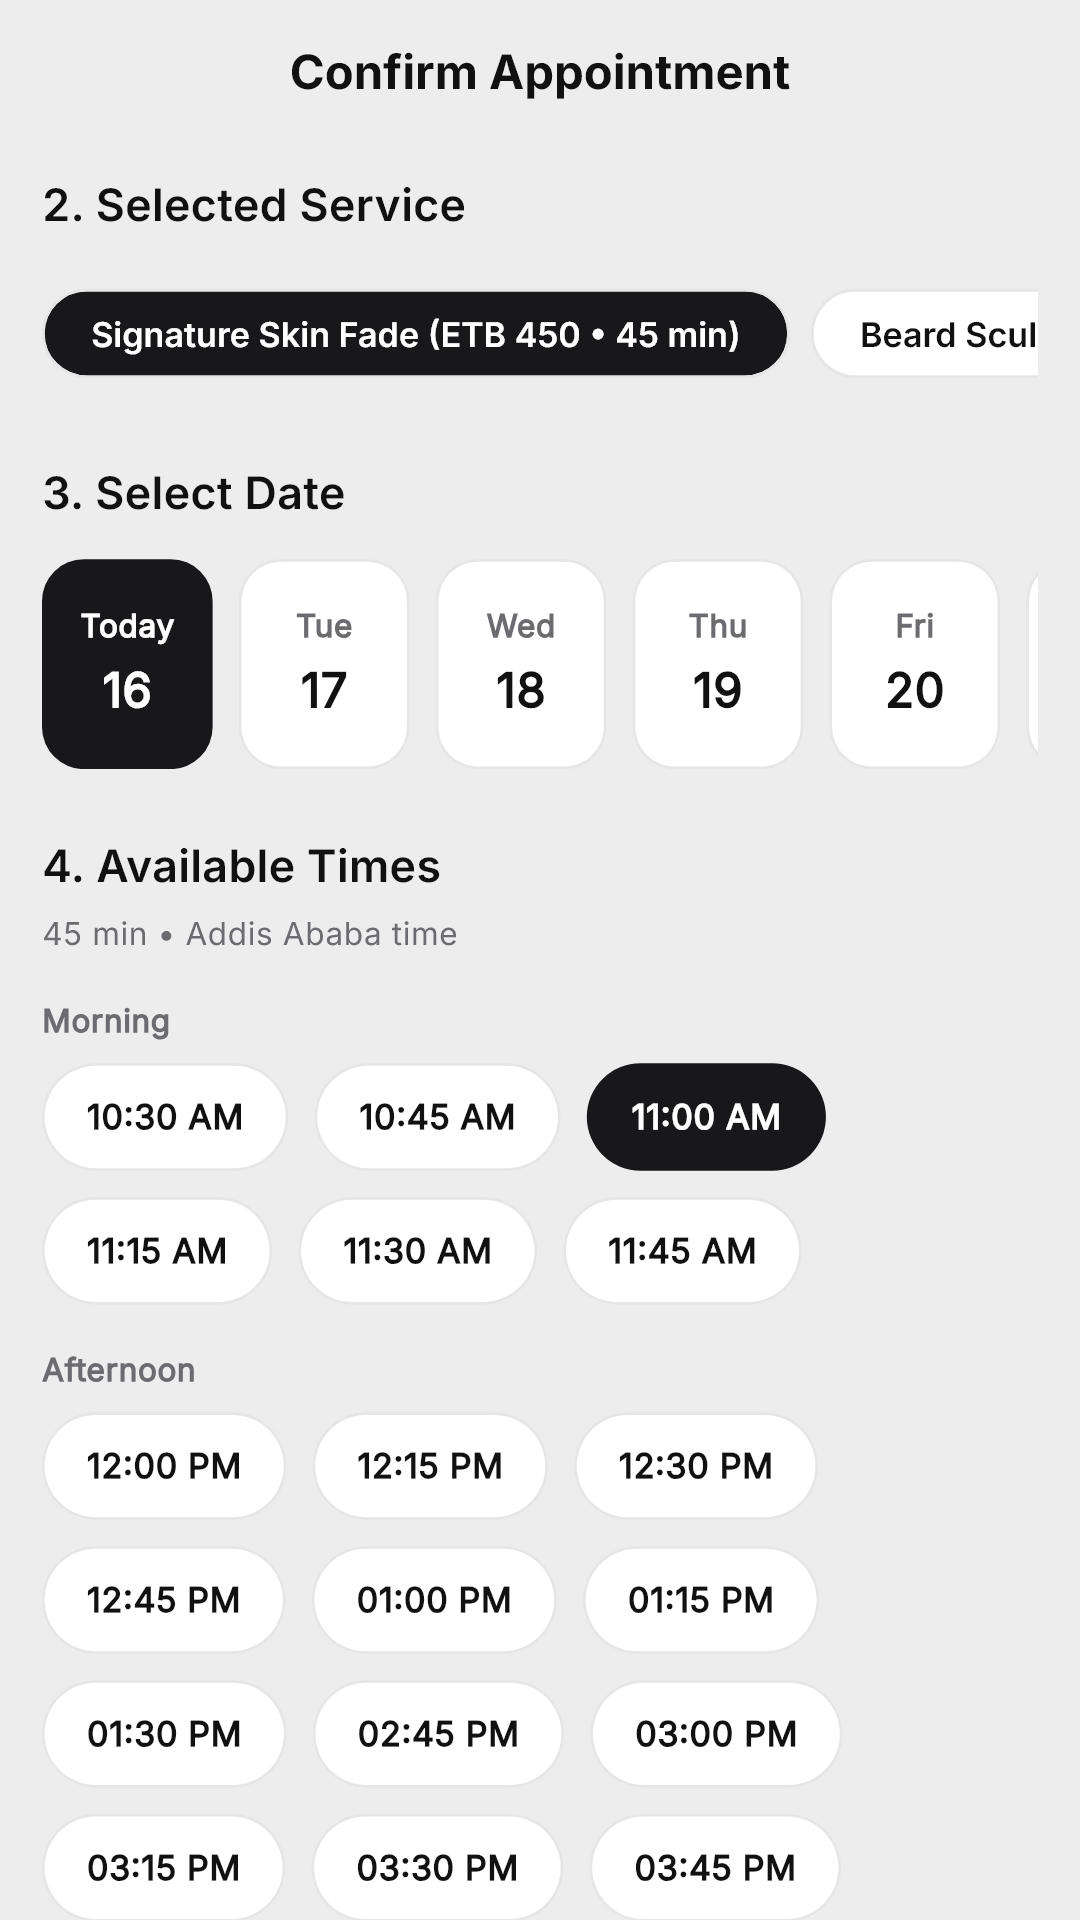 Confirm Appointment
2. Selected Service
Signature Skin Fade (ETB 450 • 45 min) Beard Scul
3. Select Date
Today Tue Wed Thu Fri
16 17 18 19 20
4. Available Times
45 min • Addis Ababa time
Morning
10:30 AM 10:45 AM 11:00 AM
11:15 AM 11:30 AM 11:45 AM
Afternoon
12:00 PM 12:15 PM 12:30 PM
12:45 PM 01:00 PM 01:15 PM
01:30 PM 02:45 PM 03:00 PM
03:15 PM 03:30 PM 03:45 PM